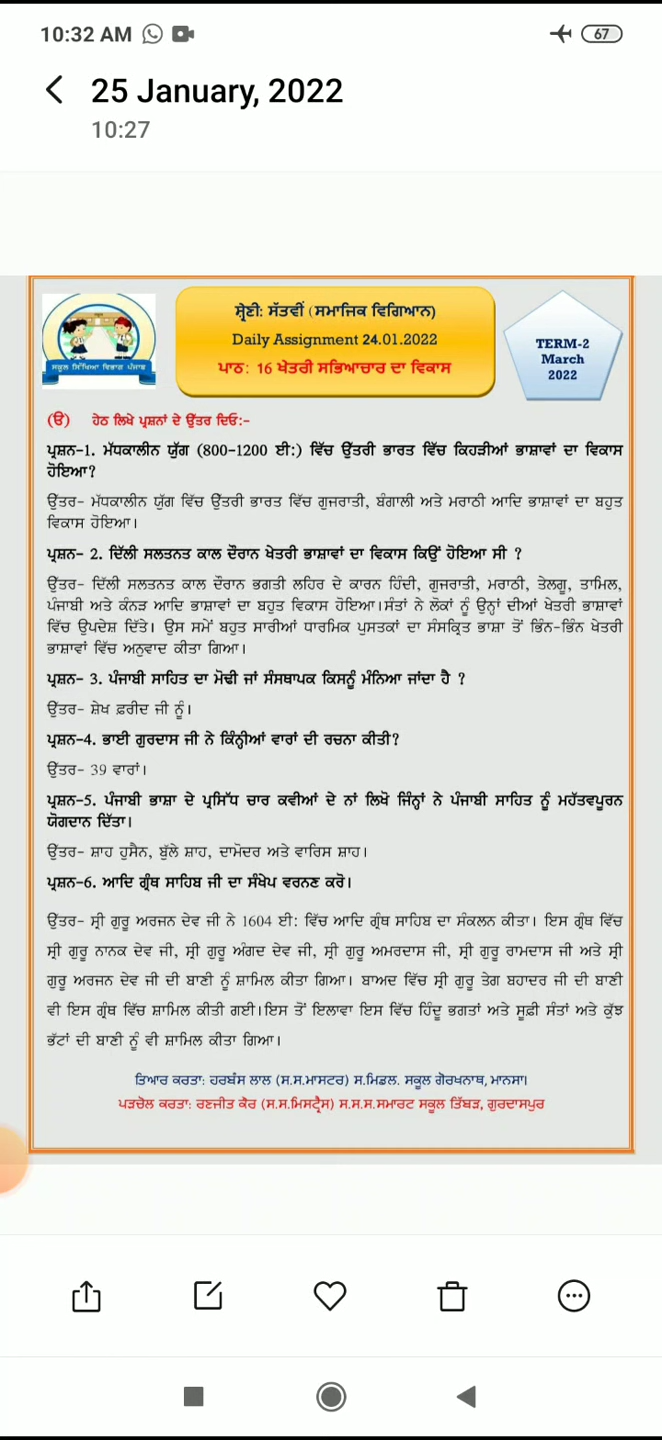 10:32 AM
67
25 January, 2022
10:27
ਸਕੂਲ ਸਿੱਖਿਆ ਵਿਭਾਗ ਪੰਜਾਬ
ਸ਼੍ਰੇਣੀ: ਸੱਤਵੀਂ (ਸਮਾਜਿਕ ਵਿਗਿਆਨ)
Daily Assignment 24.01.2022
ਪਾਠ: 16 ਖੇਤਰੀ ਸਭਿਆਚਾਰ ਦਾ ਵਿਕਾਸ
TERM-2
March
2022
(ੳ) ਹੇਠ ਲਿਖੇ ਪ੍ਰਸ਼ਨਾਂ ਦੇ ਉੱਤਰ ਦਿਓ:-
ਪ੍ਰਸ਼ਨ-1. ਮੱਧਕਾਲੀਨ ਯੁੱਗ (800-1200 ਈ:) ਵਿੱਚ ਉੱਤਰੀ ਭਾਰਤ ਵਿੱਚ ਕਿਹੜੀਆਂ ਭਾਸ਼ਾਵਾਂ ਦਾ ਵਿਕਾਸ
ਹੋਇਆ?
ਉੱਤਰ- ਮੱਧਕਾਲੀਨ ਯੁੱਗ ਵਿੱਚ ਉੱਤਰੀ ਭਾਰਤ ਵਿੱਚ ਗੁਜਰਾਤੀ, ਬੰਗਾਲੀ ਅਤੇ ਮਰਾਠੀ ਆਦਿ ਭਾਸ਼ਾਵਾਂ ਦਾ ਬਹੁਤ
ਵਿਕਾਸ ਹੋਇਆ।
ਪ੍ਰਸ਼ਨ- 2. ਦਿੱਲੀ ਸਲਤਨਤ ਕਾਲ ਦੌਰਾਨ ਖੇਤਰੀ ਭਾਸ਼ਾਵਾਂ ਦਾ ਵਿਕਾਸ ਕਿਉਂ ਹੋਇਆ ਸੀ ?
ਉੱਤਰ- ਦਿੱਲੀ ਸਲਤਨਤ ਕਾਲ ਦੌਰਾਨ ਭਗਤੀ ਲਹਿਰ ਦੇ ਕਾਰਨ ਹਿੰਦੀ, ਗੁਜਰਾਤੀ, ਮਰਾਠੀ, ਤੇਲਗੂ, ਤਾਮਿਲ,
ਪੰਜਾਬੀ ਅਤੇ ਕੰਨੜ ਆਦਿ ਭਾਸ਼ਾਵਾਂ ਦਾ ਬਹੁਤ ਵਿਕਾਸ ਹੋਇਆ।ਸੰਤਾਂ ਨੇ ਲੋਕਾਂ ਨੂੰ ਉਨ੍ਹਾਂ ਦੀਆਂ ਖੇਤਰੀ ਭਾਸ਼ਾਵਾਂ
ਵਿੱਚ ਉਪਦੇਸ਼ ਦਿੱਤੇ। ਉਸ ਸਮੇਂ ਬਹੁਤ ਸਾਰੀਆਂ ਧਾਰਮਿਕ ਪੁਸਤਕਾਂ ਦਾ ਸੰਸਕ੍ਰਿਤ ਭਾਸ਼ਾ ਤੋਂ ਭਿੰਨ-ਭਿੰਨ ਖੇਤਰੀ
ਭਾਸ਼ਾਵਾਂ ਵਿੱਚ ਅਨੁਵਾਦ ਕੀਤਾ ਗਿਆ।
ਪ੍ਰਸ਼ਨ- 3. ਪੰਜਾਬੀ ਸਾਹਿਤ ਦਾ ਮੋਢੀ ਜਾਂ ਸੰਸਥਾਪਕ ਕਿਸਨੂੰ ਮੰਨਿਆ ਜਾਂਦਾ ਹੈ ?
ਉੱਤਰ- ਸ਼ੇਖ ਫ਼ਰੀਦ ਜੀ ਨੂੰ।
ਪ੍ਰਸ਼ਨ-4. ਭਾਈ ਗੁਰਦਾਸ ਜੀ ਨੇ ਕਿੰਨ੍ਹੀਆਂ ਵਾਰਾਂ ਦੀ ਰਚਨਾ ਕੀਤੀ?
ਉੱਤਰ- 39 ਵਾਰਾਂ।
ਪ੍ਰਸ਼ਨ-5. ਪੰਜਾਬੀ ਭਾਸ਼ਾ ਦੇ ਪ੍ਰਸਿੱਧ ਚਾਰ ਕਵੀਆਂ ਦੇ ਨਾਂ ਲਿਖੋ ਜਿੰਨ੍ਹਾਂ ਨੇ ਪੰਜਾਬੀ ਸਾਹਿਤ ਨੂੰ ਮਹੱਤਵਪੂਰਨ
ਯੋਗਦਾਨ ਦਿੱਤਾ।
ਉੱਤਰ- ਸ਼ਾਹ ਹੁਸੈਨ, ਬੁੱਲੇ ਸ਼ਾਹ, ਦਾਮੋਦਰ ਅਤੇ ਵਾਰਿਸ ਸ਼ਾਹ।
ਪ੍ਰਸ਼ਨ-6. ਆਦਿ ਗ੍ਰੰਥ ਸਾਹਿਬ ਜੀ ਦਾ ਸੰਖੇਪ ਵਰਨਣ ਕਰੋ।
ਉੱਤਰ- ਸ੍ਰੀ ਗੁਰੂ ਅਰਜਨ ਦੇਵ ਜੀ ਨੇ 1604 ਈ: ਵਿੱਚ ਆਦਿ ਗ੍ਰੰਥ ਸਾਹਿਬ ਦਾ ਸੰਕਲਨ ਕੀਤਾ। ਇਸ ਗ੍ਰੰਥ ਵਿੱਚ
ਸ੍ਰੀ ਗੁਰੂ ਨਾਨਕ ਦੇਵ ਜੀ, ਸ੍ਰੀ ਗੁਰੂ ਅੰਗਦ ਦੇਵ ਜੀ, ਸ੍ਰੀ ਗੁਰੂ ਅਮਰਦਾਸ ਜੀ, ਸ੍ਰੀ ਗੁਰੂ ਰਾਮਦਾਸ ਜੀ ਅਤੇ ਸ੍ਰੀ
ਗੁਰੂ ਅਰਜਨ ਦੇਵ ਜੀ ਦੀ ਬਾਣੀ ਨੂੰ ਸ਼ਾਮਿਲ ਕੀਤਾ ਗਿਆ। ਬਾਅਦ ਵਿੱਚ ਸ੍ਰੀ ਗੁਰੂ ਤੇਗ ਬਹਾਦਰ ਜੀ ਦੀ ਬਾਣੀ
ਵੀ ਇਸ ਗ੍ਰੰਥ ਵਿੱਚ ਸ਼ਾਮਿਲ ਕੀਤੀ ਗਈ।ਇਸ ਤੋਂ ਇਲਾਵਾ ਇਸ ਵਿੱਚ ਹਿੰਦੂ ਭਗਤਾਂ ਅਤੇ ਸੂਫ਼ੀ ਸੰਤਾਂ ਅਤੇ ਕੁੱਝ
ਭੱਟਾਂ ਦੀ ਬਾਣੀ ਨੂੰ ਵੀ ਸ਼ਾਮਿਲ ਕੀਤਾ ਗਿਆ।
ਤਿਆਰ ਕਰਤਾ: ਹਰਬੰਸ ਲਾਲ (ਸ.ਸ.ਮਾਸਟਰ) ਸ.ਮਿਡਲ. ਸਕੂਲ ਗੋਰਖਨਾਥ, ਮਾਨਸਾ।
ਪੜਚੋਲ ਕਰਤਾ: ਰਣਜੀਤ ਕੌਰ (ਸ.ਸ.ਮਿਸਟ੍ਰੈਸ) ਸ.ਸ.ਸ.ਸਮਾਰਟ ਸਕੂਲ ਤਿੱਬੜ, ਗੁਰਦਾਸਪੁਰ